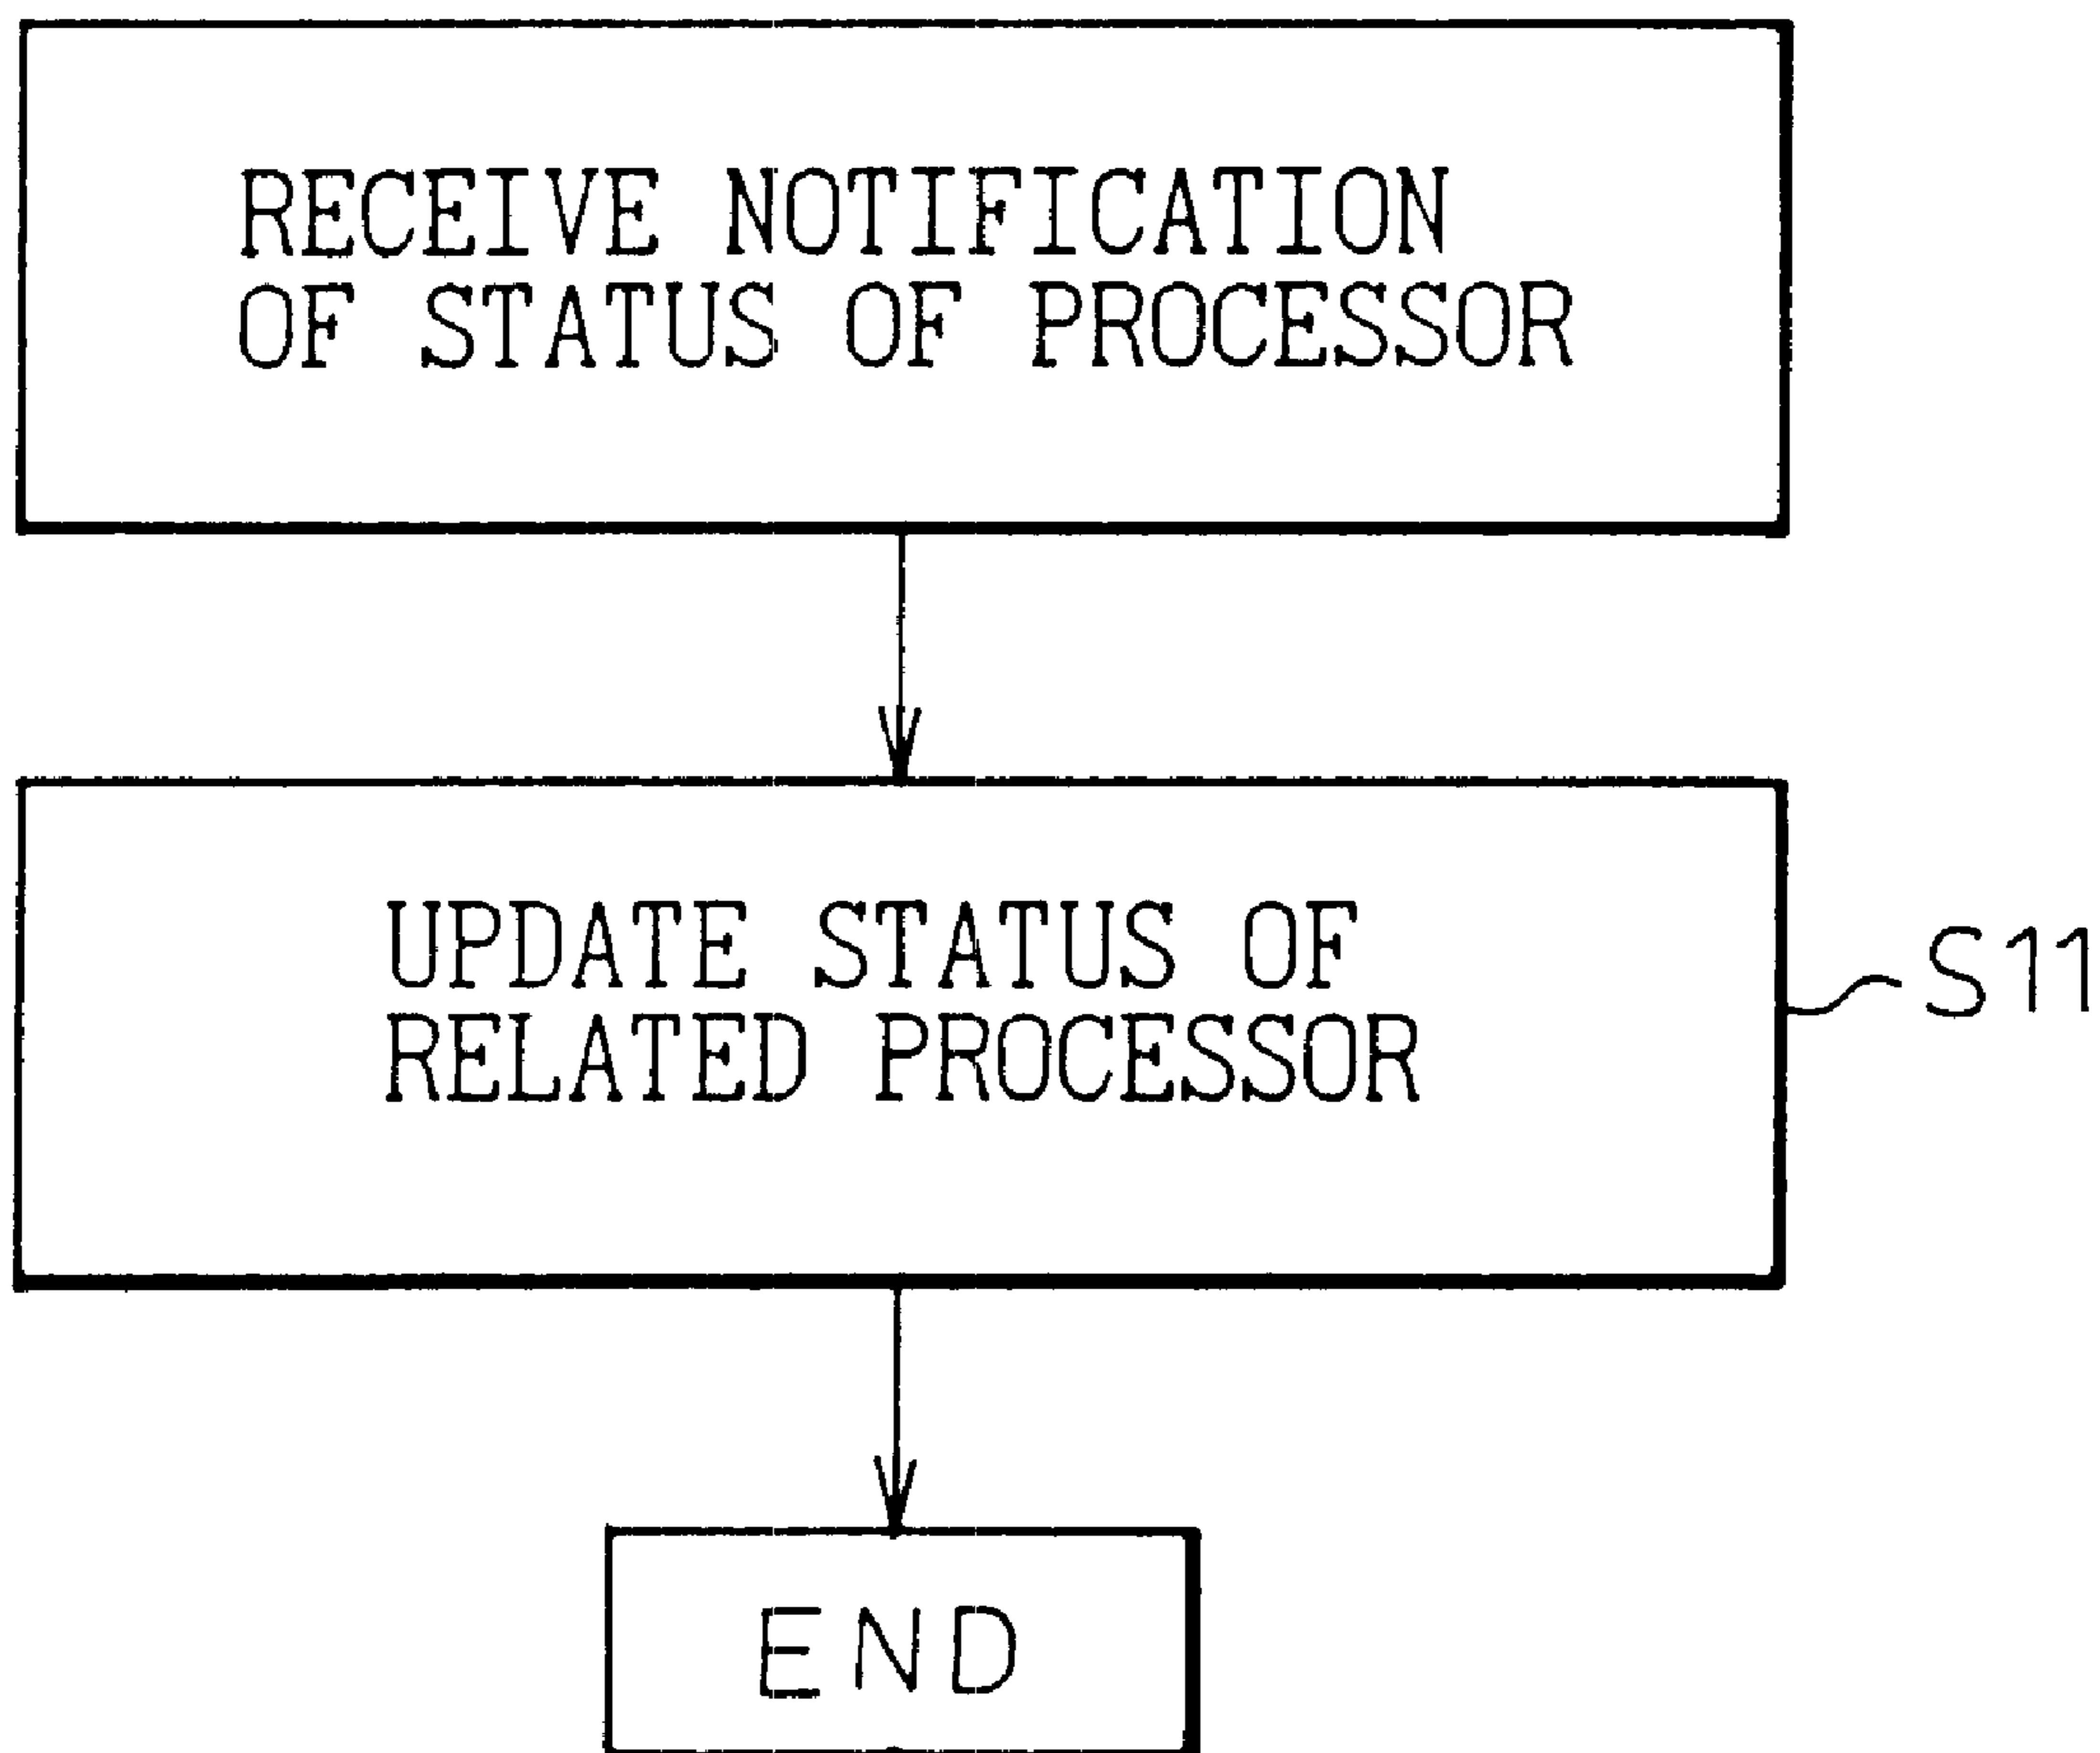 RECEIVE NOTIFICATION
OF STATUS OF PROCESSOR
UPDATE STATUS OF
RELATED PROCESSOR
S11
END